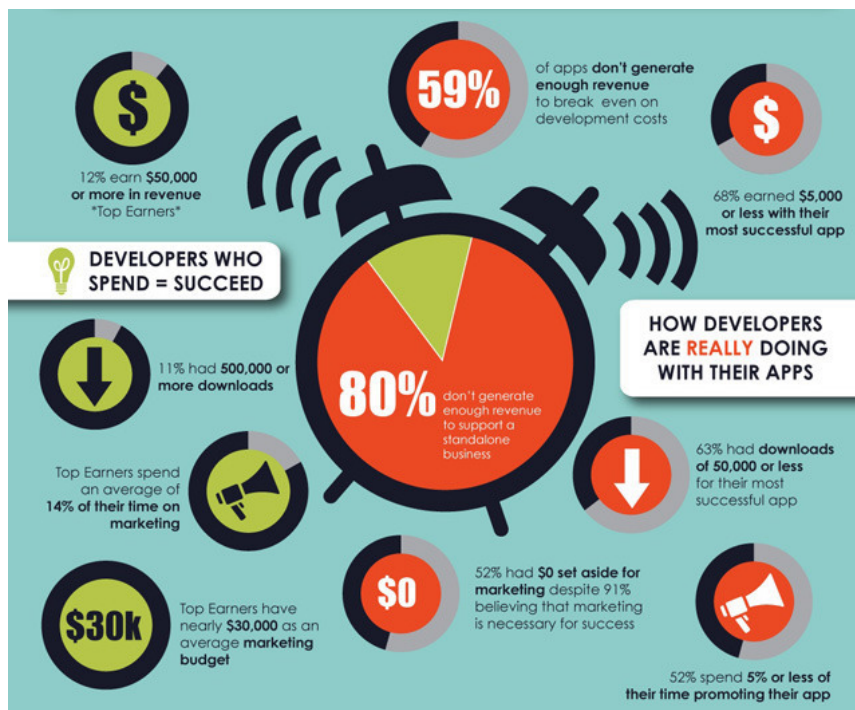 $
12% earn $50,000
or more in revenue
*Top Earners*
59%
of apps don't generate
enough revenue
to break even on
development costs
$
68% earned $5,000
or less with their
most successful app
DEVELOPERS WHO
SPEND = SUCCEED
HOW DEVELOPERS
ARE REALLY DOING
WITH THEIR APPS
11% had 500,000 or
more downloads
80%
don't generate
enough revenue
to support a
standalone
business
63% had downloads
of 50,000 or less
for their most
successful app
Top Earners spend
an average of
14% of their time on
marketing
$30k
Top Earners have
nearly $30,000 as an
average marketing
budget
$0
52% had $0 set aside for
marketing despite 91%
believing that marketing
is necessary for success
52% spend 5% or less of
their time promoting their app